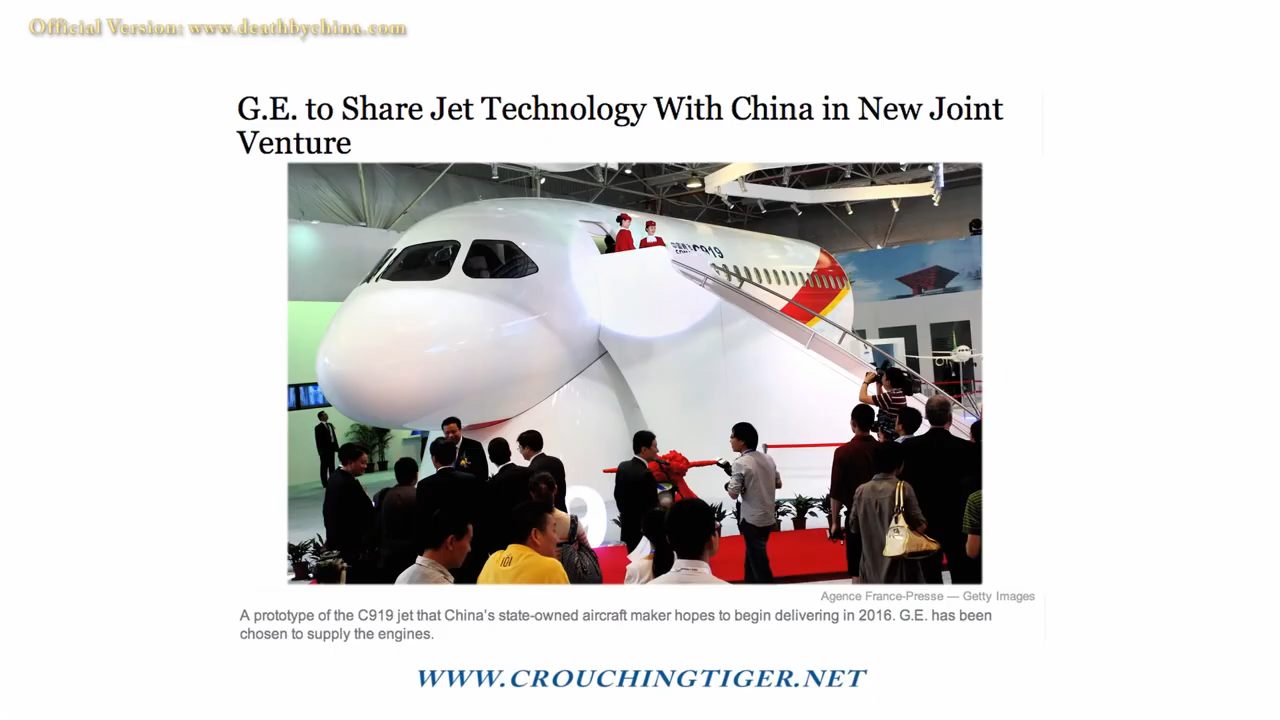 Official Version: www.deathbychina.com
G.E. to Share Jet Technology With China in New Joint
Venture
C919
Agence France-Presse — Getty Images
A prototype of the C919 jet that China's state-owned aircraft maker hopes to begin delivering in 2016. G.E. has been
chosen to supply the engines.
WWW.CROUCHINGTIGER.NET